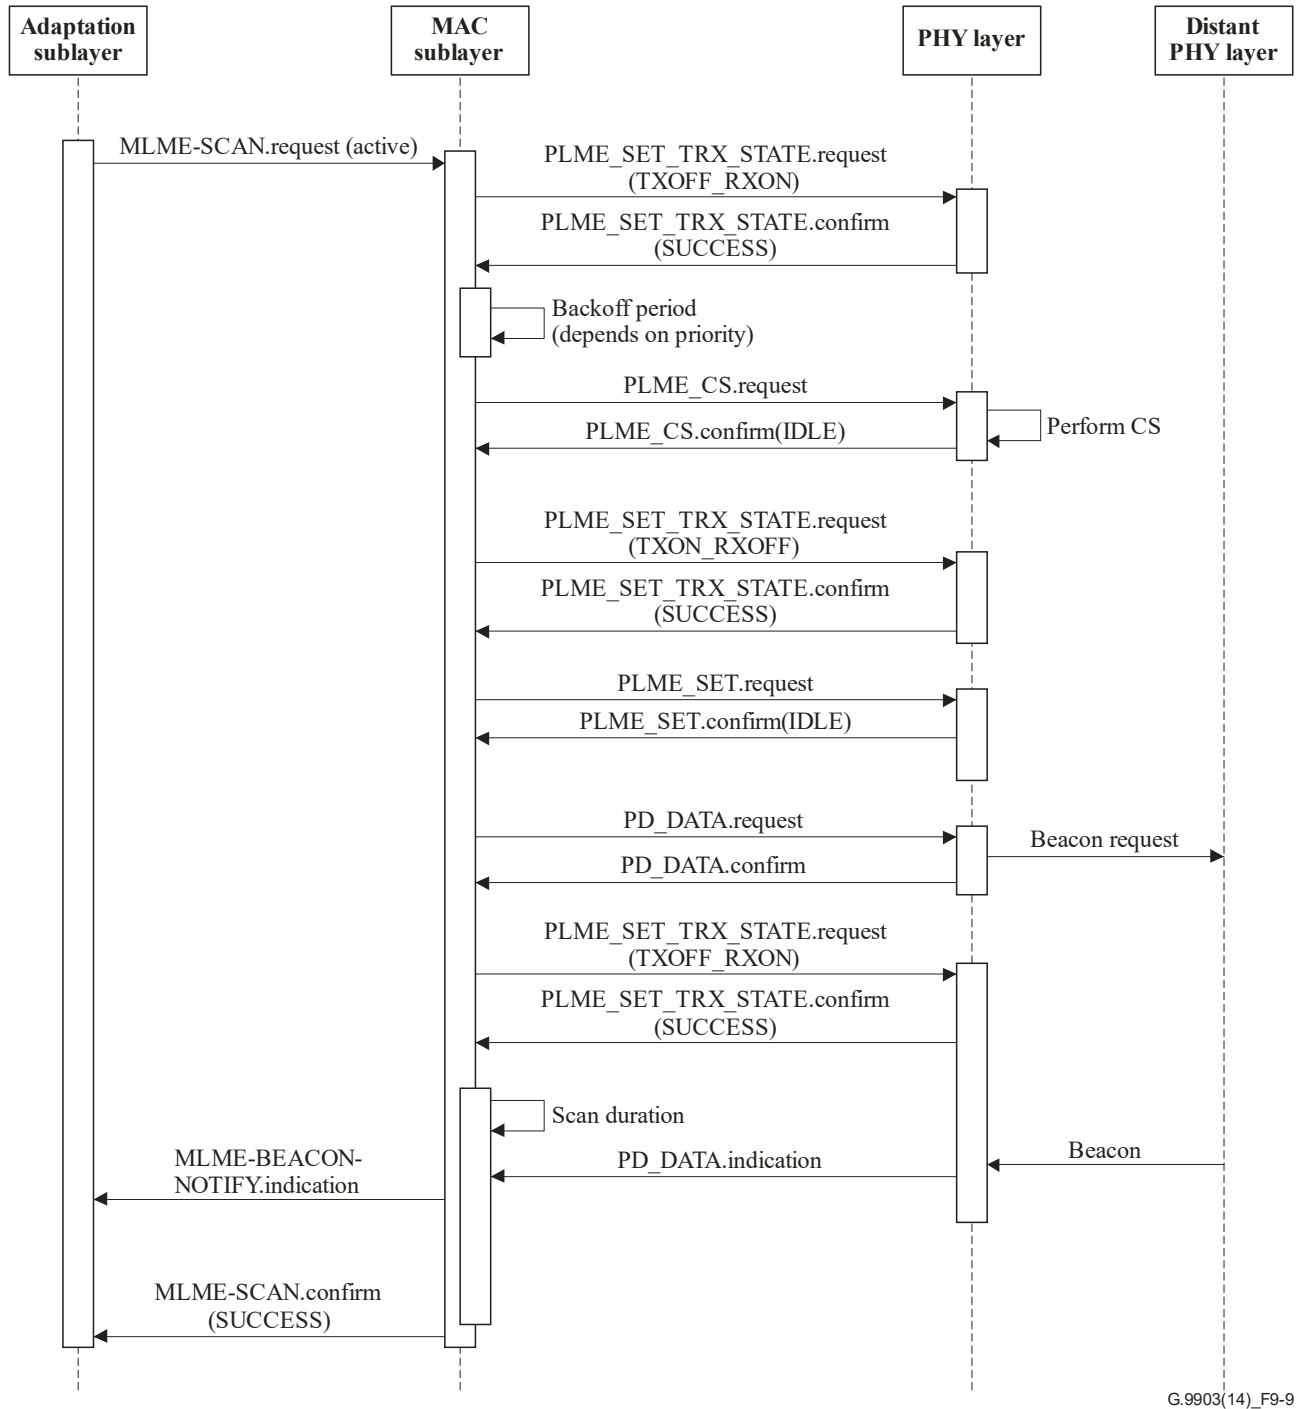 Adaptation
sublayer
MAC
sublayer
PHY layer
Distant
PHY layer
MLME-SCAN.request (active)
PLME_SET_TRX_STATE.request
(TXOFF_RXON)
PLME_SET_TRX_STATE.confirm
(SUCCESS)
Backoff period
(depends on priority)
PLME_CS.request
Perform CS
PLME_CS.confirm(IDLE)
PLME_SET_TRX_STATE.request
(TXON_RXOFF)
PLME_SET_TRX_STATE.confirm
(SUCCESS)
PLME_SET.request
PLME_SET.confirm(IDLE)
PD_DATA.request
Beacon request
PD_DATA.confirm
PLME_SET_TRX_STATE.request
(TXOFF_RXON)
PLME_SET_TRX_STATE.confirm
(SUCCESS)
Scan duration
Beacon
PD_DATA.indication
MLME-BEACON-
NOTIFY.indication
MLME-SCAN.confirm
(SUCCESS)
G.9903(14)_F9-9